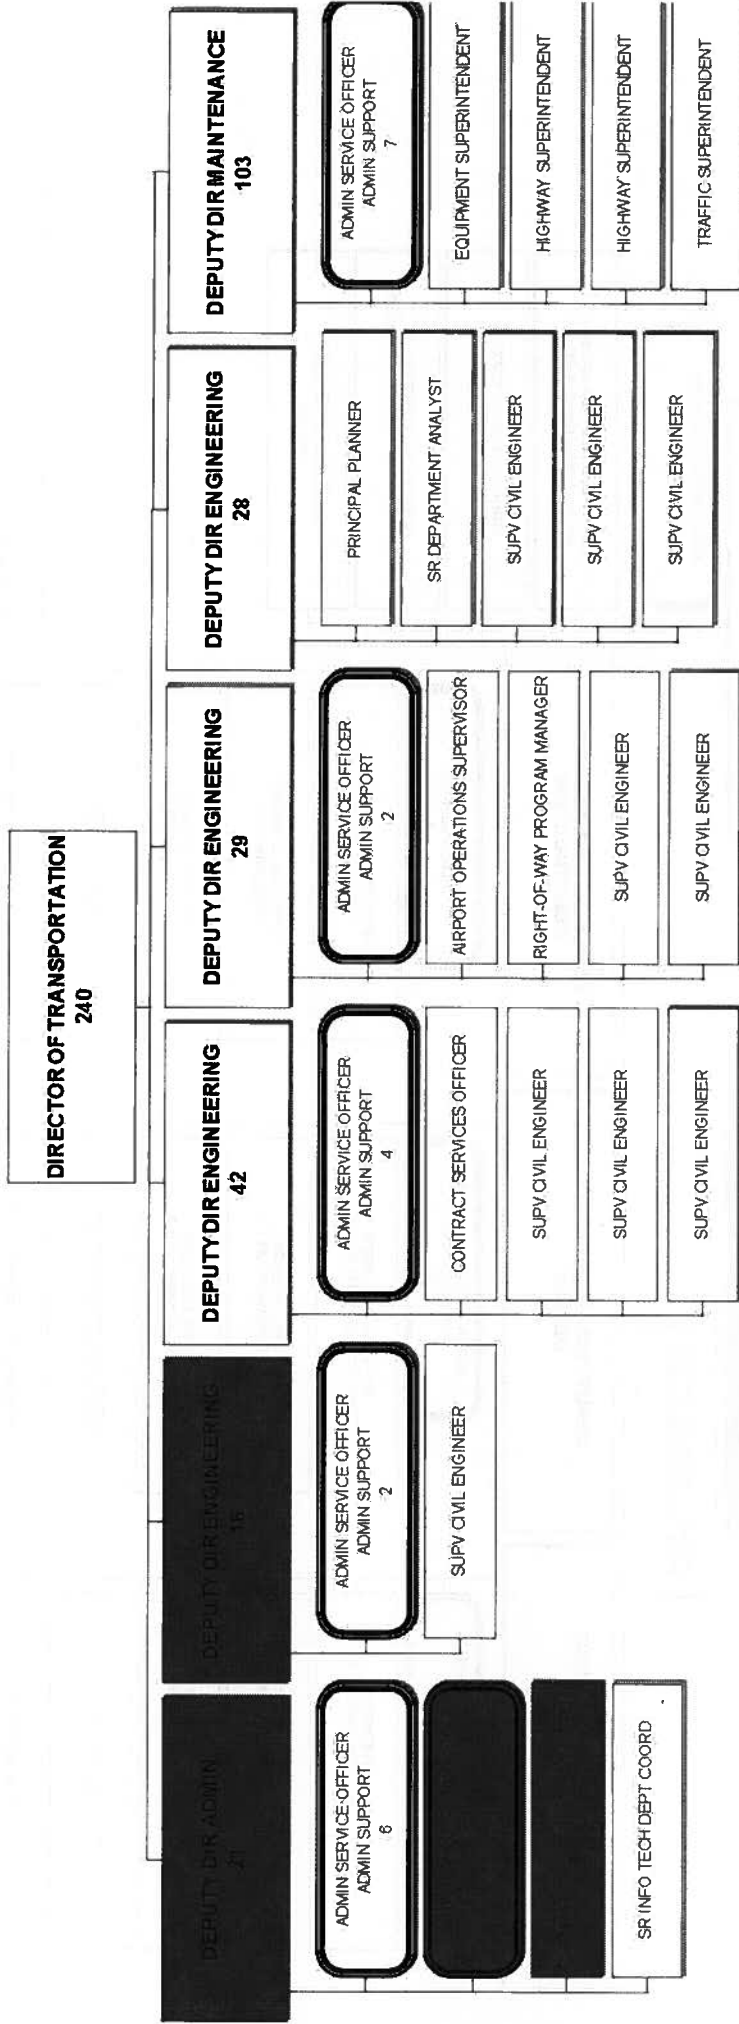 DIRECTOR OF TRANSPORTATION
240
DEPUTY DIR ADMIN
21
ADMIN SERVICE OFFICER
ADMIN SUPPORT
6
SR INFO TECH DEPT COORD
DEPUTY DIR ENGINEERING
16
ADMIN SERVICE OFFICER
ADMIN SUPPORT
2
SUPV CIVIL ENGINEER
DEPUTY DIR ENGINEERING
42
ADMIN SERVICE OFFICER
ADMIN SUPPORT
4
CONTRACT SERVICES OFFICER
SUPV CIVIL ENGINEER
SUPV CIVIL ENGINEER
SUPV CIVIL ENGINEER
DEPUTY DIR ENGINEERING
29
ADMIN SERVICE OFFICER
ADMIN SUPPORT
2
AIRPORT OPERATIONS SUPERVISOR
RIGHT-OF-WAY PROGRAM MANAGER
SUPV CIVIL ENGINEER
SUPV CIVIL ENGINEER
DEPUTY DIR ENGINEERING
28
PRINCIPAL PLANNER
SR DEPARTMENT ANALYST
SUPV CIVIL ENGINEER
SUPV CIVIL ENGINEER
SUPV CIVIL ENGINEER
DEPUTY DIR MAINTENANCE
103
ADMIN SERVICE OFFICER
ADMIN SUPPORT
7
EQUIPMENT SUPERINTENDENT
HIGHWAY SUPERINTENDENT
HIGHWAY SUPERINTENDENT
TRAFFIC SUPERINTENDENT